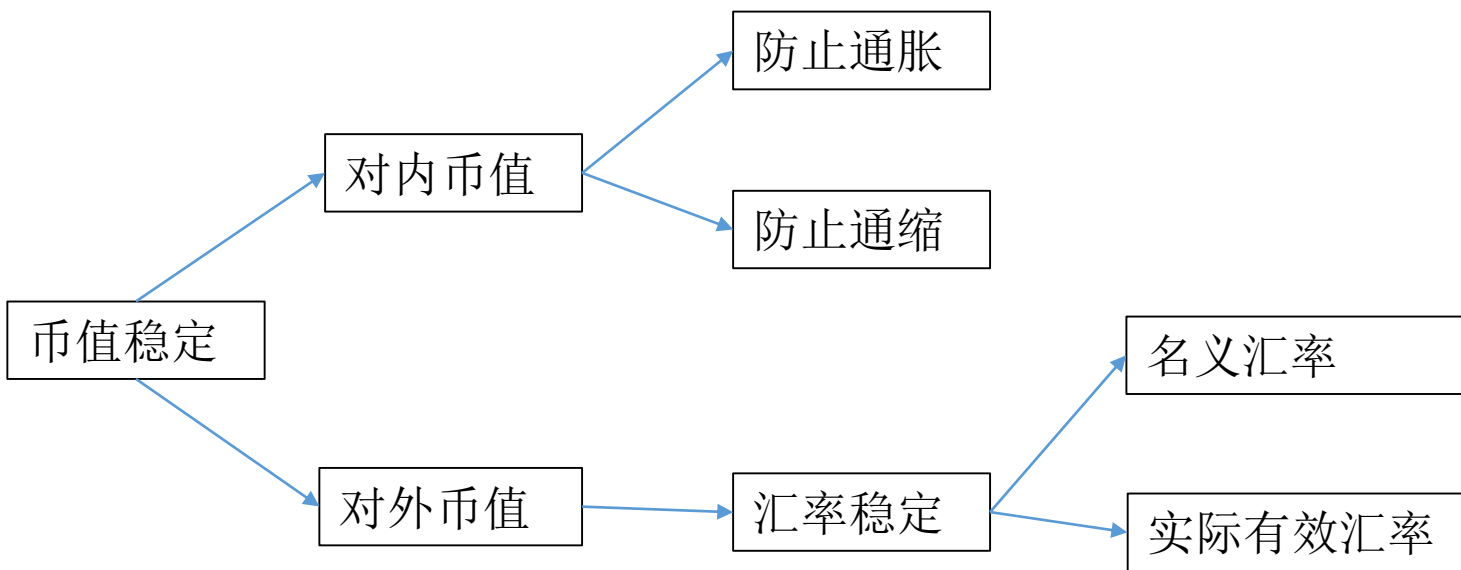 防止通胀
对内币值
防止通缩
币值稳定
名义汇率
对外币值
汇率稳定
实际有效汇率